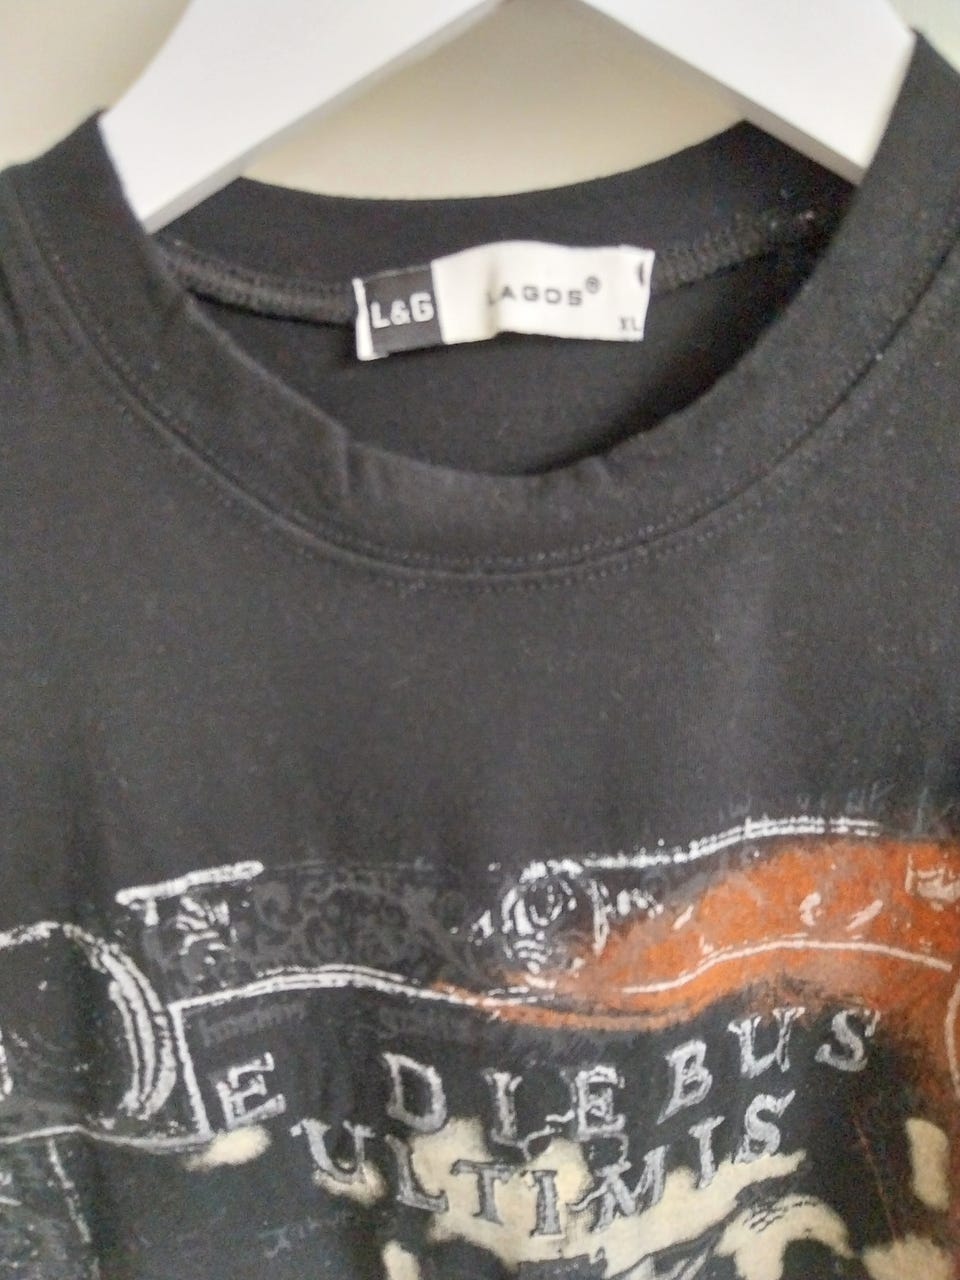 L&G LAGOS®
XL
E DIEBUS
ULTIMIS